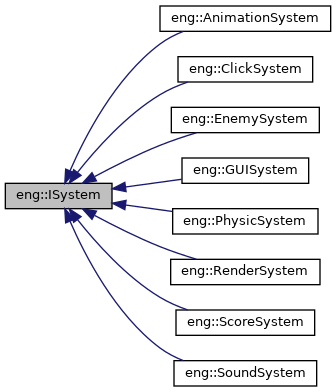 eng::AnimationSystem
eng::ClickSystem
eng::EnemySystem
eng::GUISystem
eng::ISystem
eng::PhysicSystem
eng::RenderSystem
eng::ScoreSystem
eng::SoundSystem